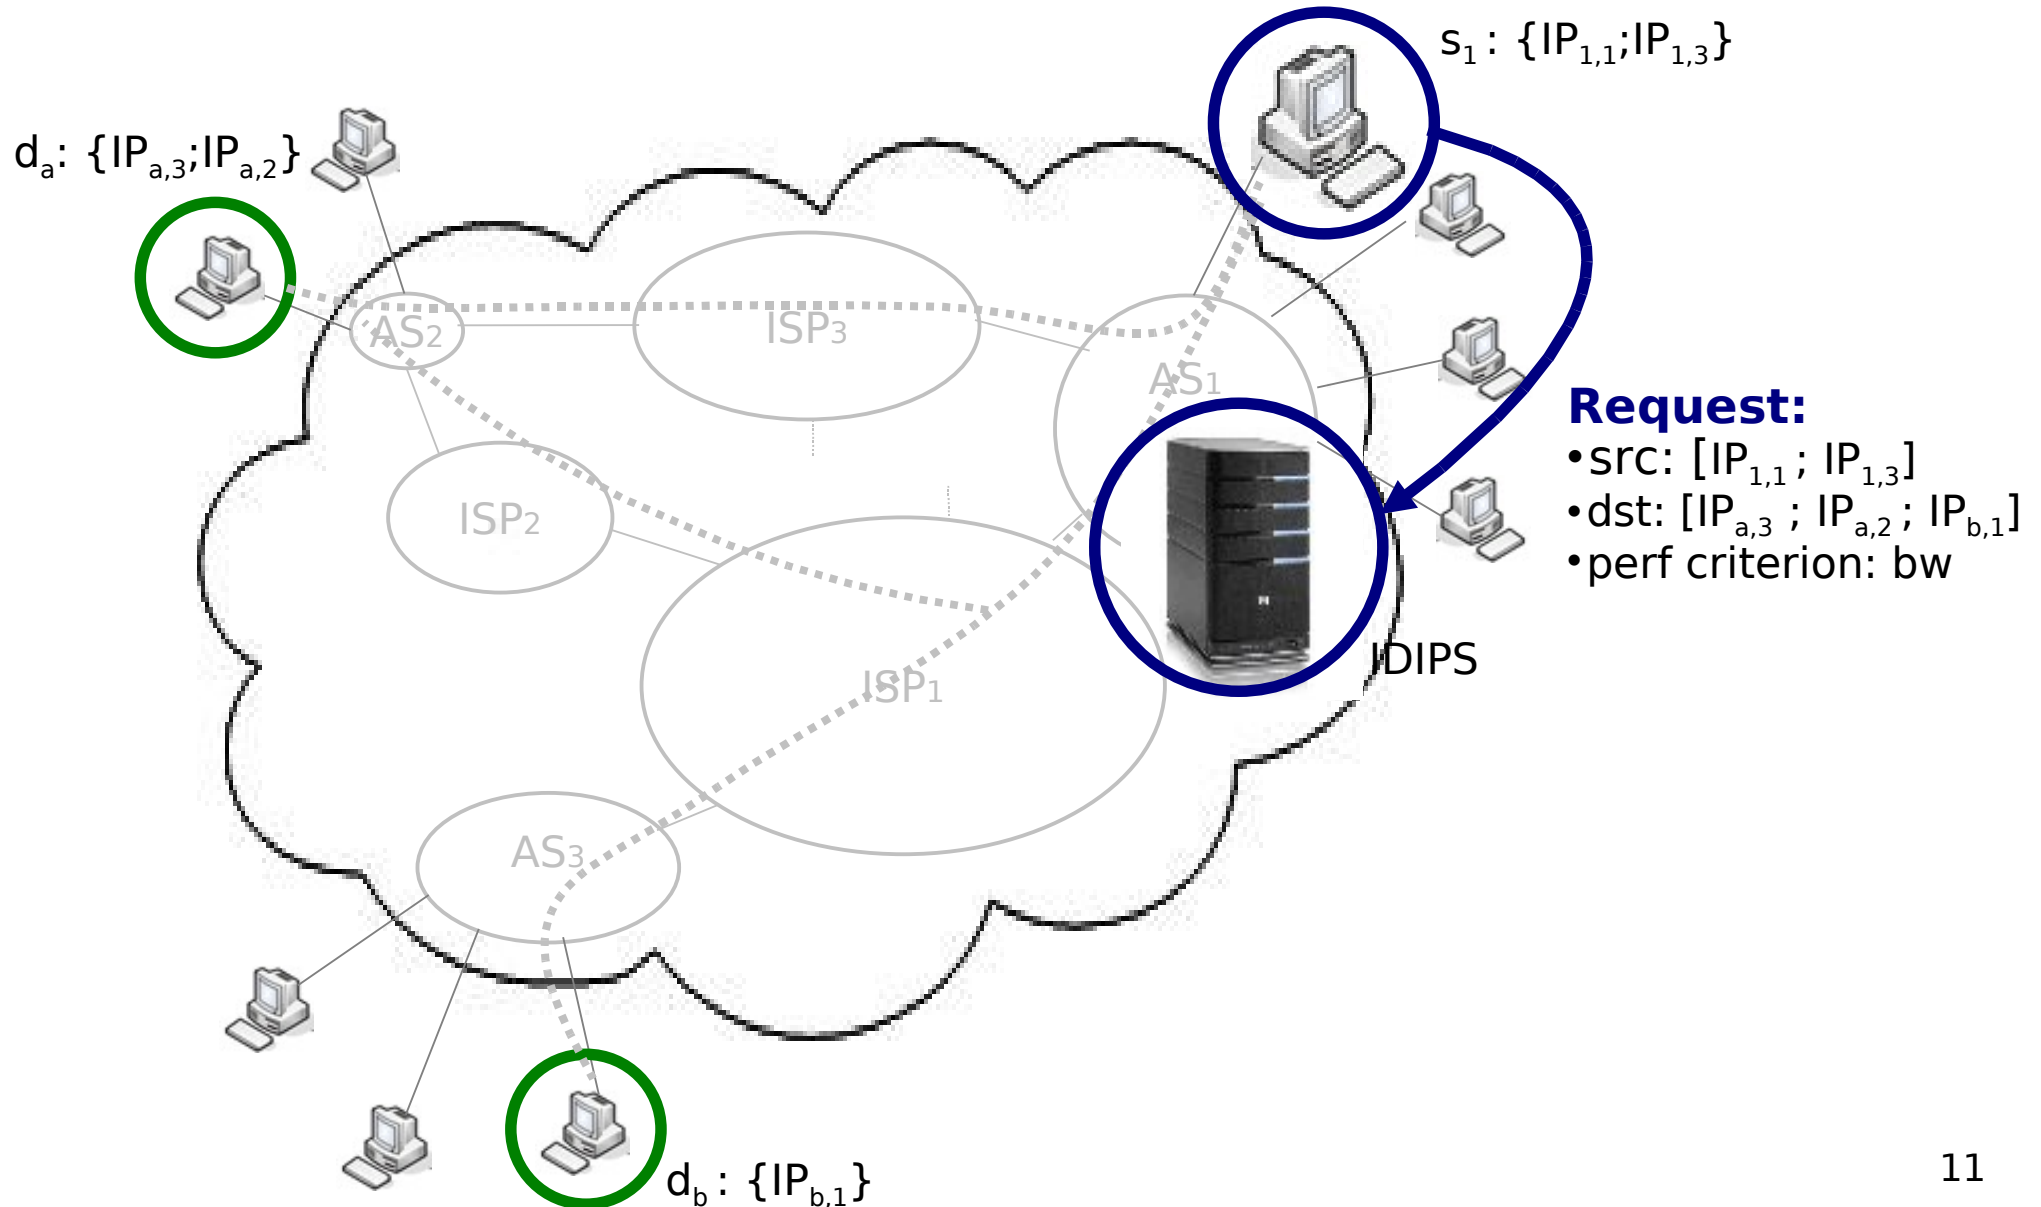 s1 : {IP1,1;IP1,3}
da: {IPa,3;IPa,2}
AS2
ISP3
AS1
Request:
•src: [IP1,1 ; IP1,3]
•dst: [IPa,3 ; IPa,2 ; IPb,1]
•perf criterion: bw
ISP2
IDIPS
ISP1
AS3
db : {IPb,1}
11